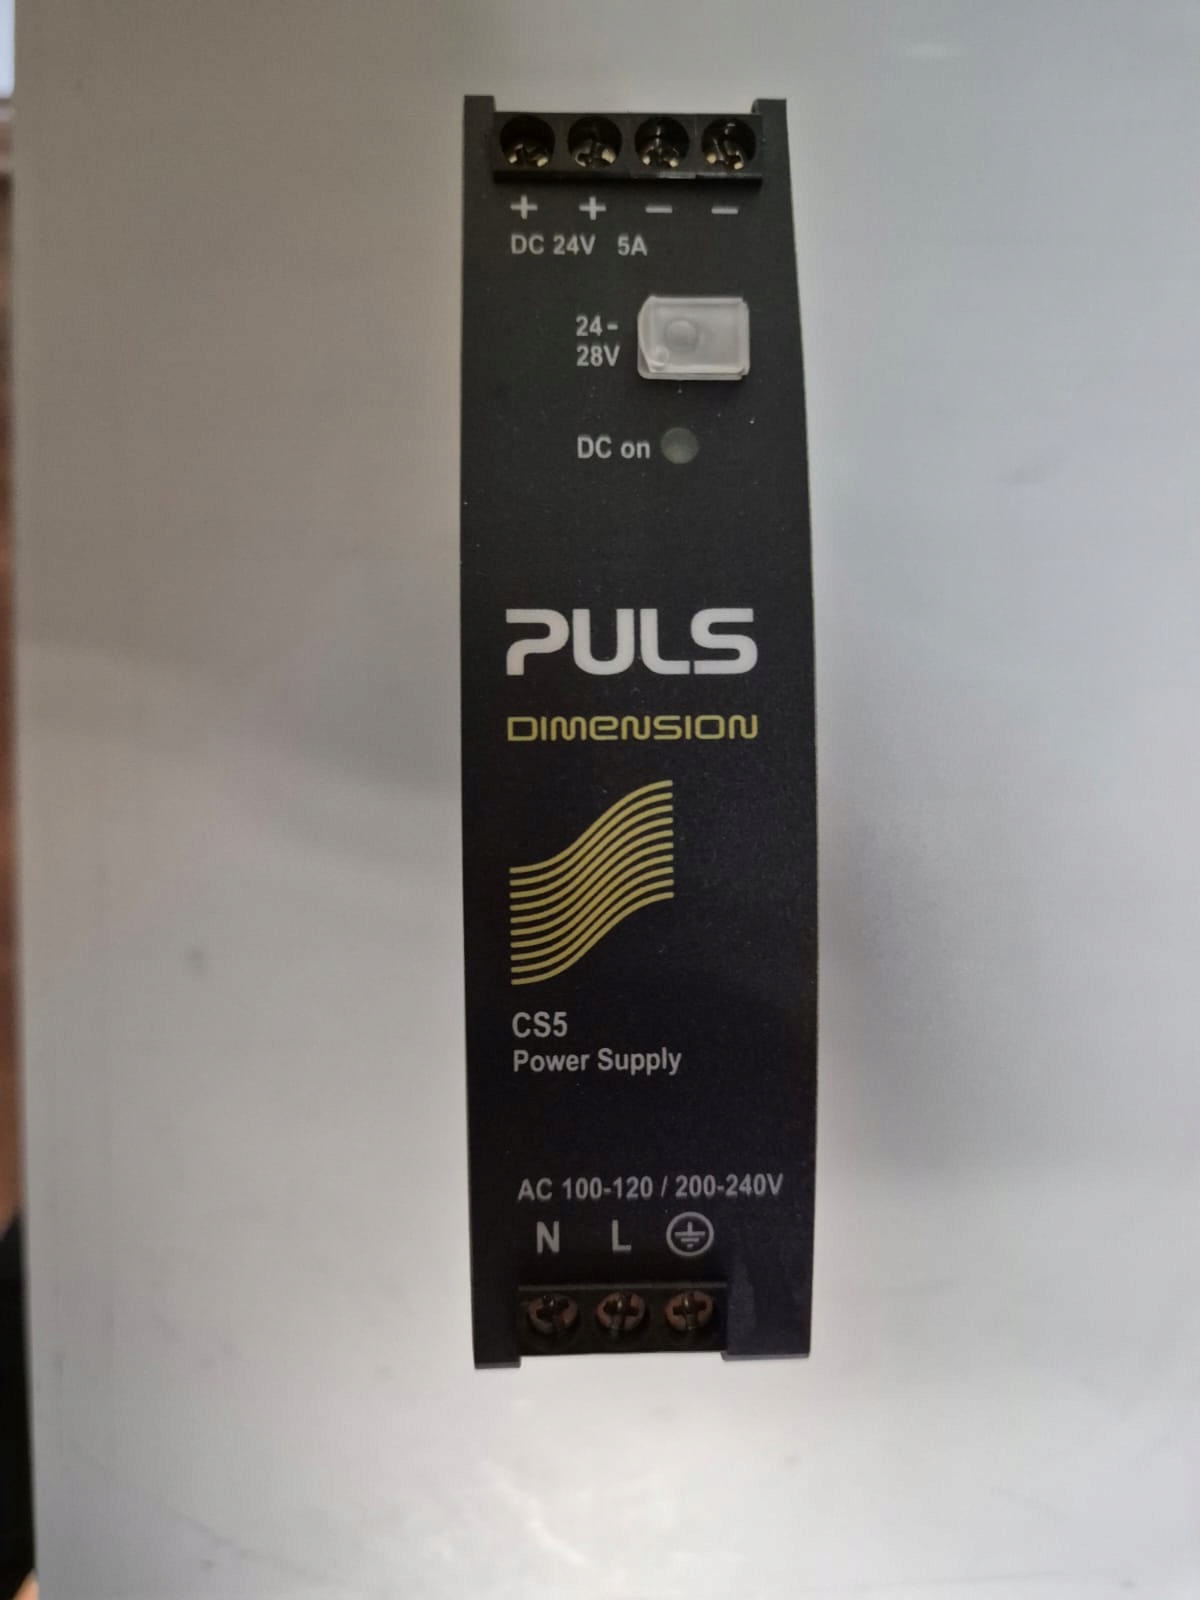 + + − −
DC 24V 5A
24-
28V
DC on
PULS
DIMENSION
CS5
Power Supply
AC 100-120 / 200-240V
N L